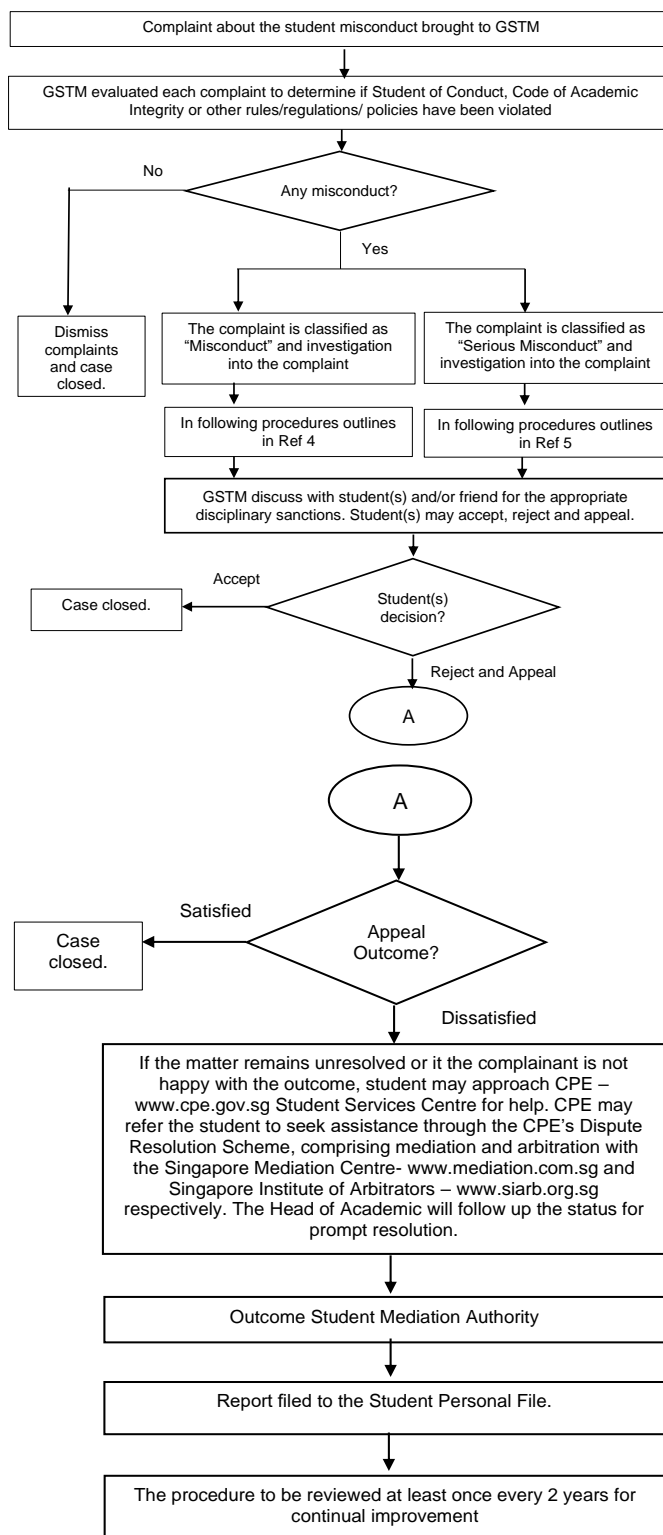 Complaint about the student misconduct brought to GSTM
GSTM evaluated each complaint to determine if Student of Conduct, Code of Academic
Integrity or other rules/regulations/ policies have been violated
No
Any misconduct?
Yes
Dismiss
complaints
and case
closed.
The complaint is classified as
“Misconduct” and investigation
into the complaint
The complaint is classified as
“Serious Misconduct” and
investigation into the complaint
In following procedures outlines
in Ref 4
In following procedures outlines
in Ref 5
GSTM discuss with student(s) and/or friend for the appropriate
disciplinary sanctions. Student(s) may accept, reject and appeal.
Accept
Case closed.
Student(s)
decision?
Reject and Appeal
A
A
Satisfied
Case
closed.
Appeal
Outcome?
Dissatisfied
If the matter remains unresolved or it the complainant is not
happy with the outcome, student may approach CPE –
www.cpe.gov.sg Student Services Centre for help. CPE may
refer the student to seek assistance through the CPE’s Dispute
Resolution Scheme, comprising mediation and arbitration with
the Singapore Mediation Centre- www.mediation.com.sg and
Singapore Institute of Arbitrators – www.siarb.org.sg
respectively. The Head of Academic will follow up the status for
prompt resolution.
Outcome Student Mediation Authority
Report filed to the Student Personal File.
The procedure to be reviewed at least once every 2 years for
continual improvement